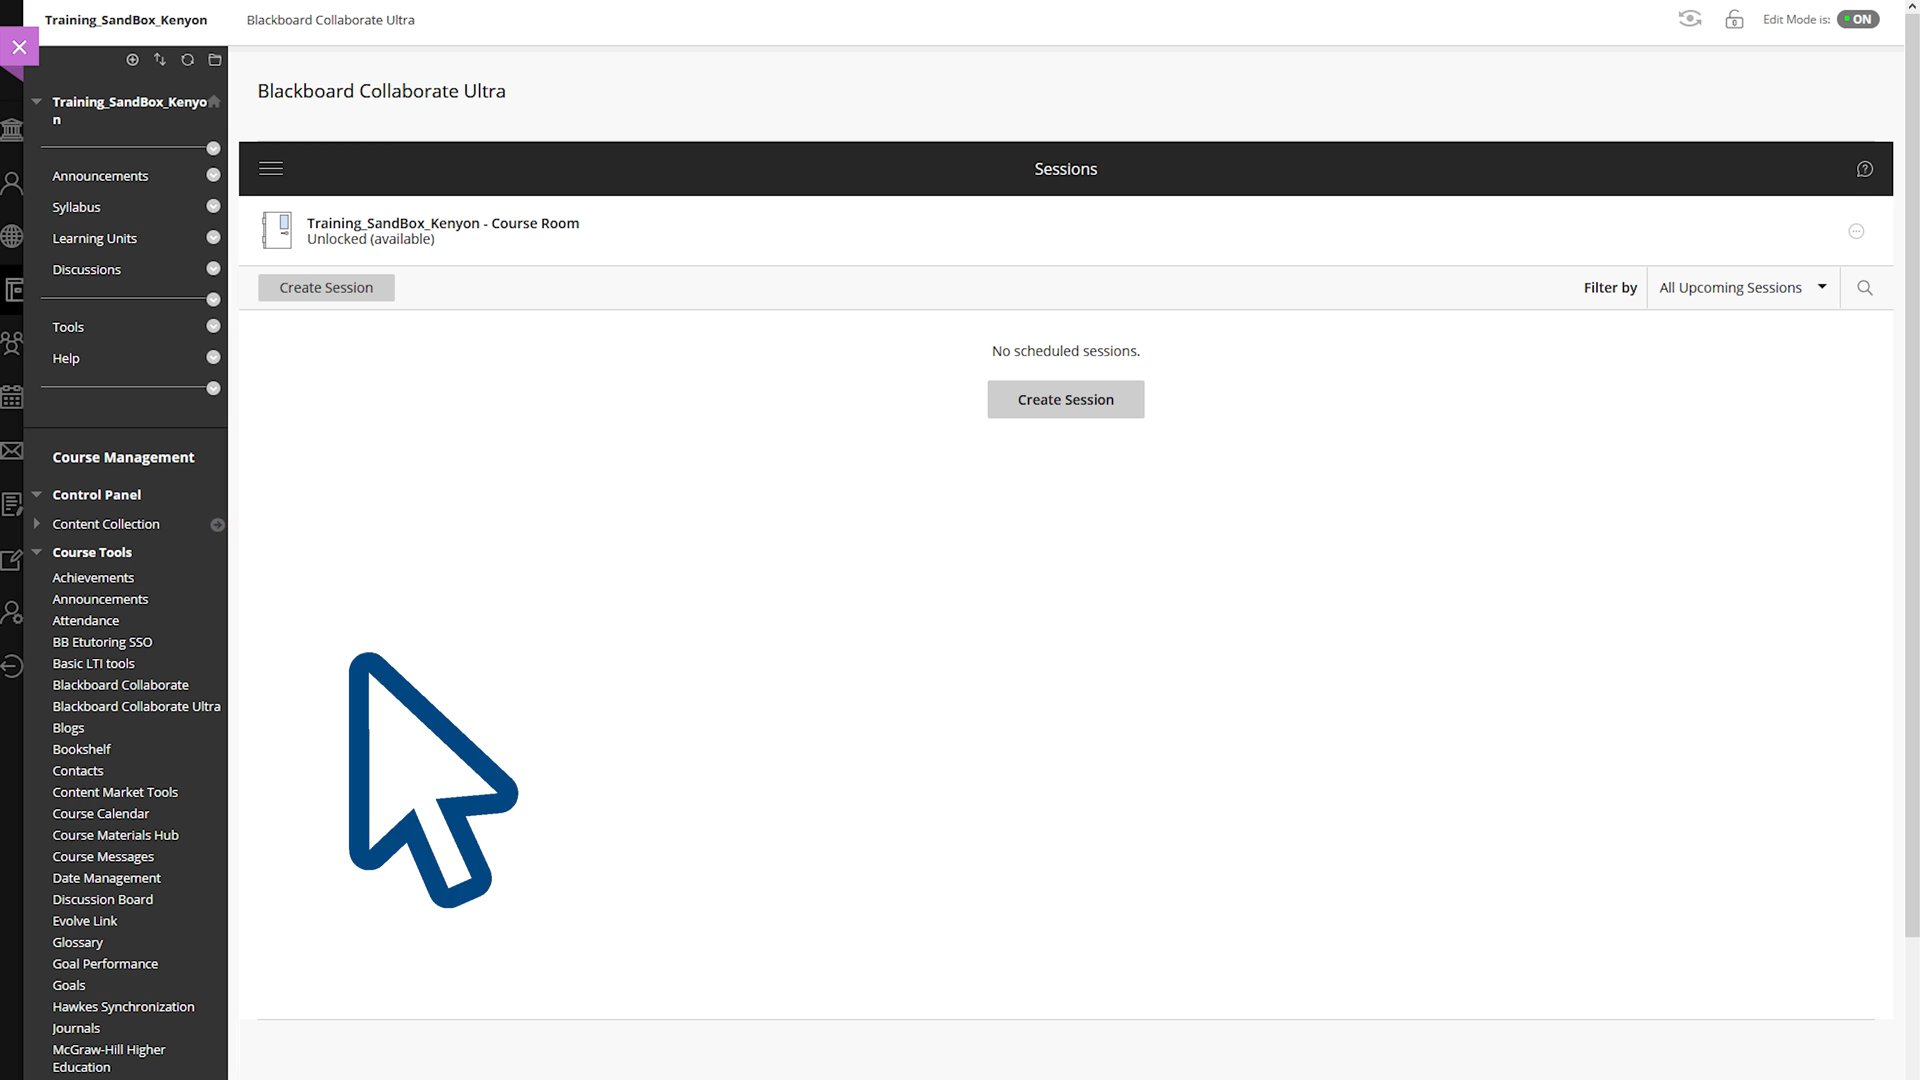 Training_SandBox_Kenyon
Blackboard Collaborate Ultra
Edit Mode is:
ON
Training_SandBox_Kenyo
n
Announcements
Syllabus
Learning Units
Discussions
Tools
Help
Course Management
Control Panel
Content Collection
Course Tools
Achievements
Announcements
Attendance
BB Etutoring SSO
Basic LTI tools
Blackboard Collaborate
Blackboard Collaborate Ultra
Blogs
Bookshelf
Contacts
Content Market Tools
Course Calendar
Course Materials Hub
Course Messages
Date Management
Discussion Board
Evolve Link
Glossary
Goal Performance
Goals
Hawkes Synchronization
Journals
McGraw-Hill Higher
Education
Blackboard Collaborate Ultra
Sessions
Training_SandBox_Kenyon - Course Room
Unlocked (available)
Create Session
Filter by
All Upcoming Sessions
No scheduled sessions.
Create Session